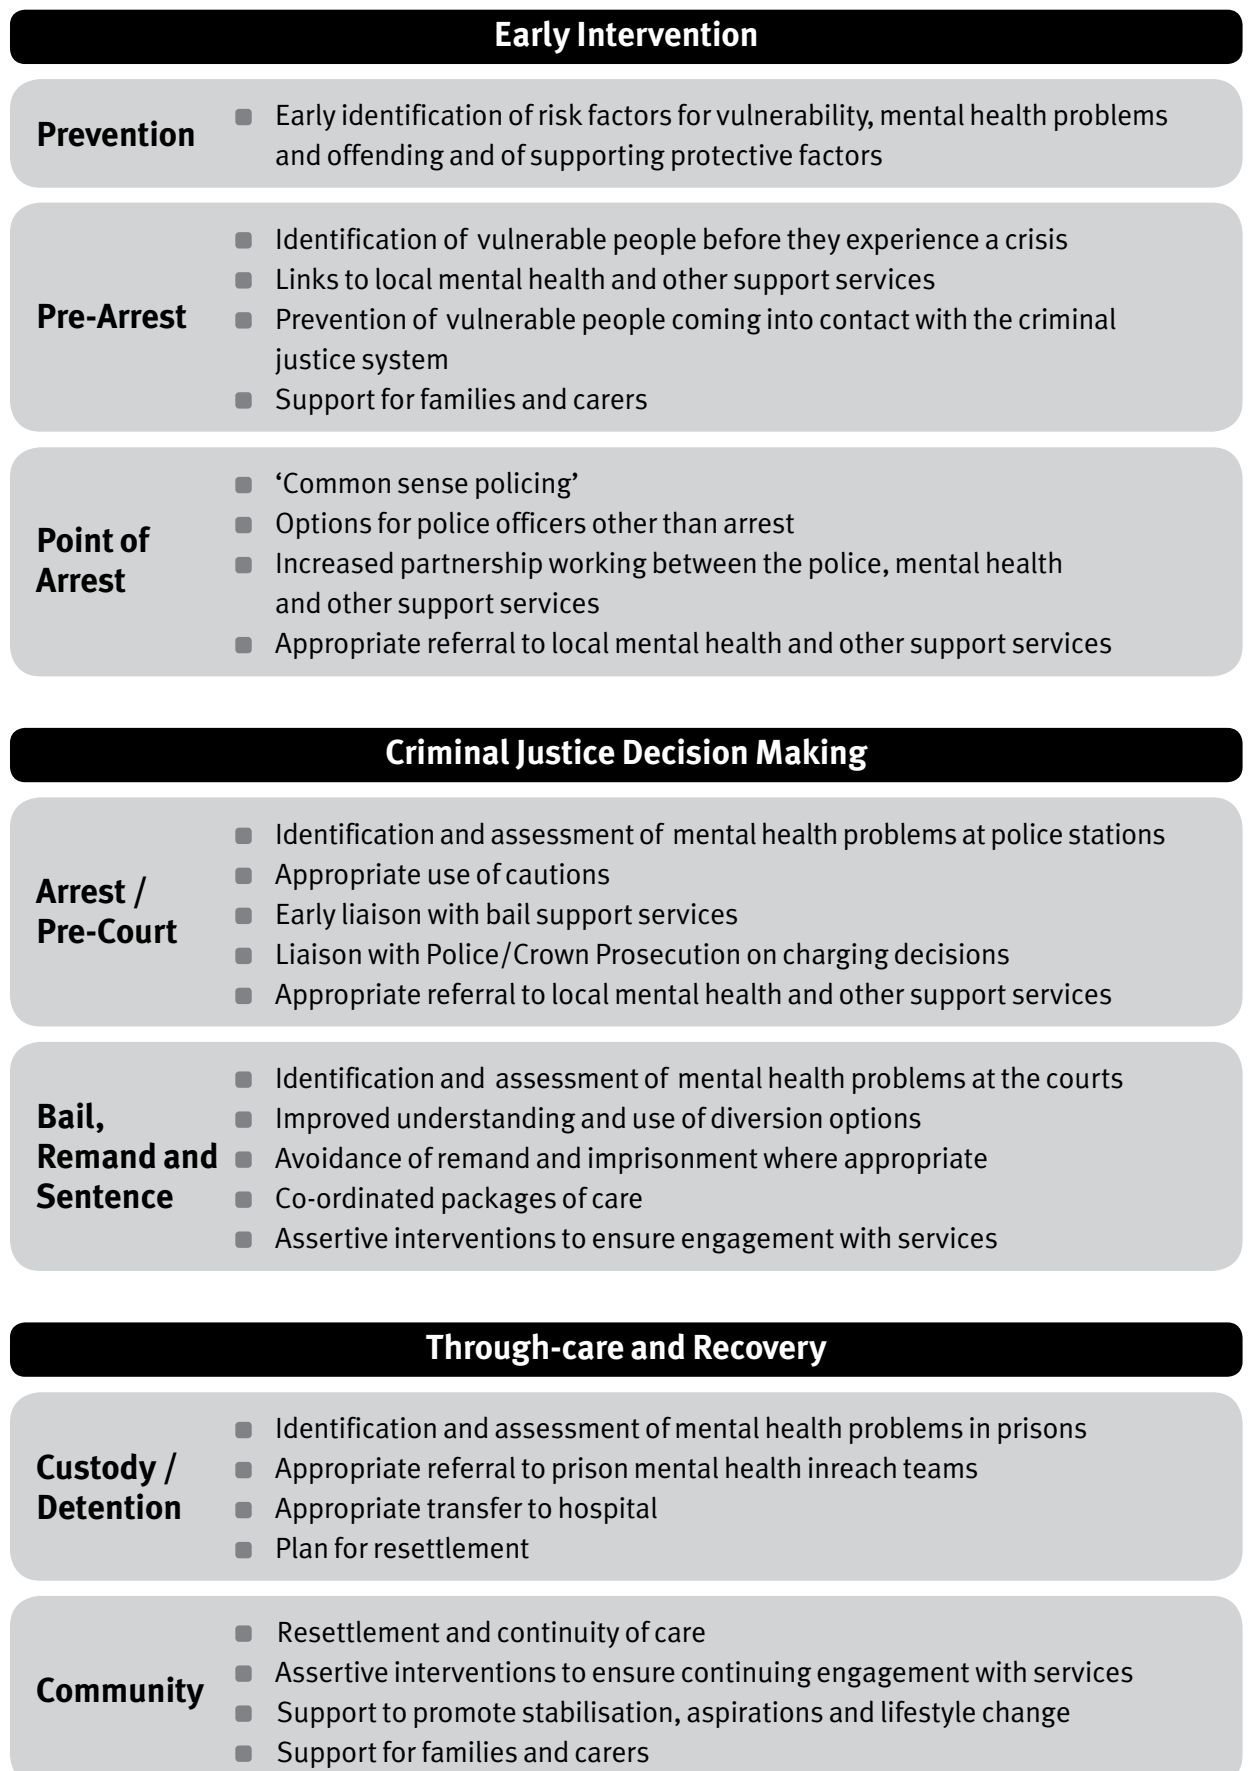 Early Intervention
Prevention
Early identification of risk factors for vulnerability, mental health problems
and offending and of supporting protective factors
Pre-Arrest
Identification of vulnerable people before they experience a crisis
Links to local mental health and other support services
Prevention of vulnerable people coming into contact with the criminal
justice system
Support for families and carers
Point of
Arrest
‘Common sense policing’
Options for police officers other than arrest
Increased partnership working between the police, mental health
and other support services
Appropriate referral to local mental health and other support services
Criminal Justice Decision Making
Arrest /
Pre-Court
Identification and assessment of mental health problems at police stations
Appropriate use of cautions
Early liaison with bail support services
Liaison with Police/Crown Prosecution on charging decisions
Appropriate referral to local mental health and other support services
Bail,
Remand and
Sentence
Identification and assessment of mental health problems at the courts
Improved understanding and use of diversion options
Avoidance of remand and imprisonment where appropriate
Co-ordinated packages of care
Assertive interventions to ensure engagement with services
Through-care and Recovery
Custody /
Detention
Identification and assessment of mental health problems in prisons
Appropriate referral to prison mental health inreach teams
Appropriate transfer to hospital
Plan for resettlement
Community
Resettlement and continuity of care
Assertive interventions to ensure continuing engagement with services
Support to promote stabilisation, aspirations and lifestyle change
Support for families and carers